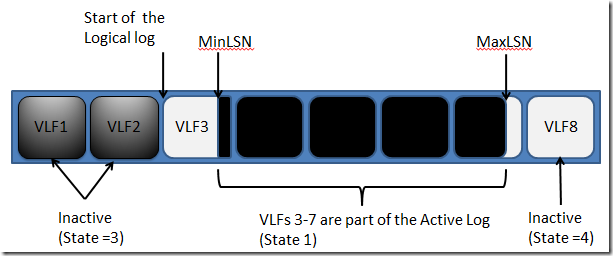 Start of the
Logical log
MinLSN
MaxLSN
VLF1
VLF2
VLF3
VLF8
Inactive
(State =3)
VLFs 3-7 are part of the Active Log
(State 1)
Inactive
(State =4)